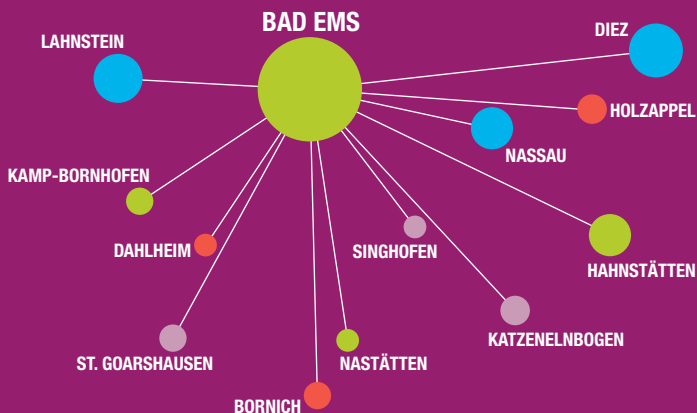 BAD EMS
DIEZ
LAHNSTEIN
HOLZAPPEL
NASSAU
KAMP-BORNHOFEN
DAHLHEIM
SINGHOFEN
HAHNSTÄTTEN
KATZENELNBOGEN
ST. GOARSHAUSEN
NASTÄTTEN
BORNICH